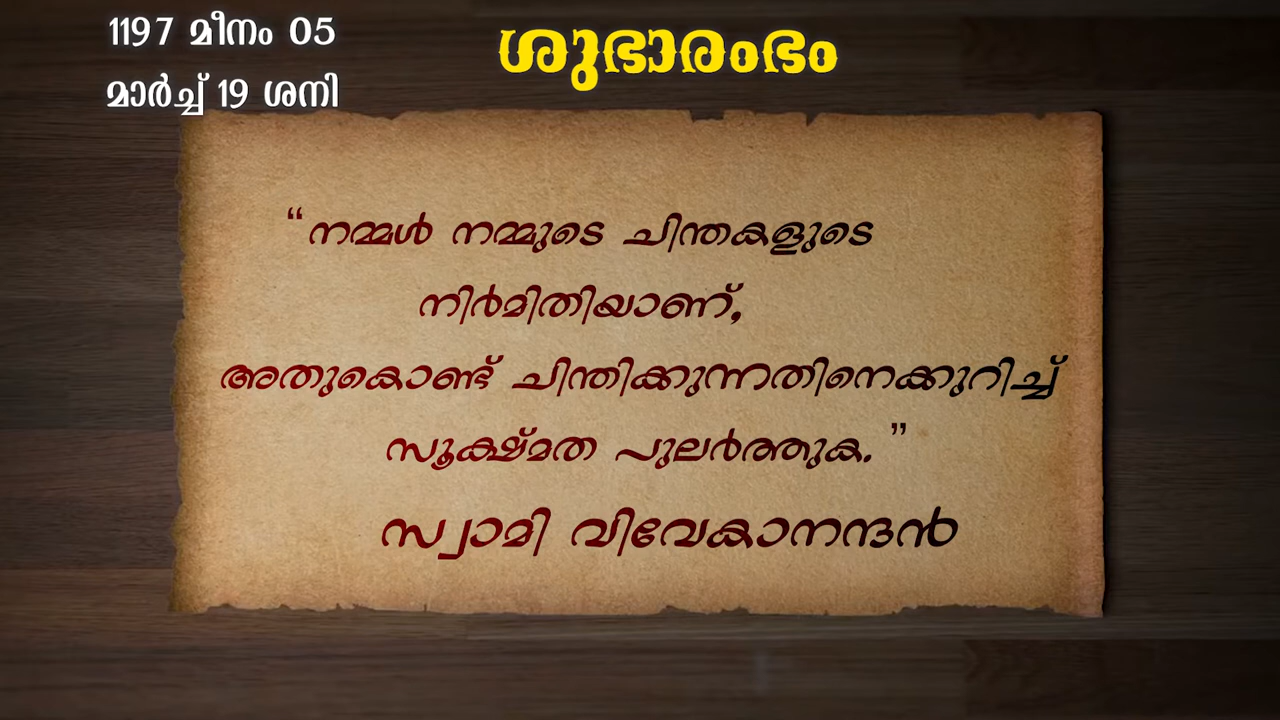 1197 മീനം 05
മാർച്ച് 19 ശനി
ശുഭാരംഭം
“നമ്മൾ നമ്മുടെ ചിന്തകളുടെ
നിർമിതിയാണ്,
അതുകൊണ്ട് ചിന്തിക്കുന്നതിനെക്കുറിച്ച്
സൂക്ഷ്മത പുലർത്തുക.”
സ്വാമി വിവേകാനന്ദൻ